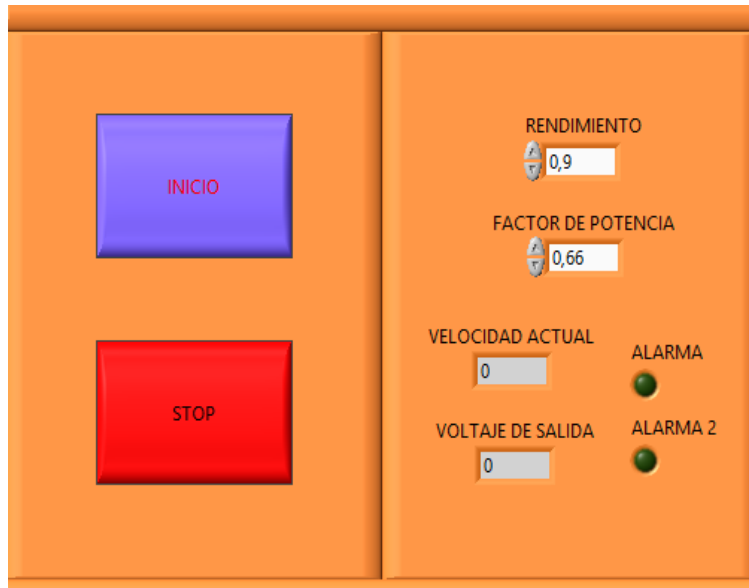 INICIO
STOP
RENDIMIENTO
0,9
FACTOR DE POTENCIA
0,66
VELOCIDAD ACTUAL
0
ALARMA
VOLTAJE DE SALIDA
0
ALARMA 2